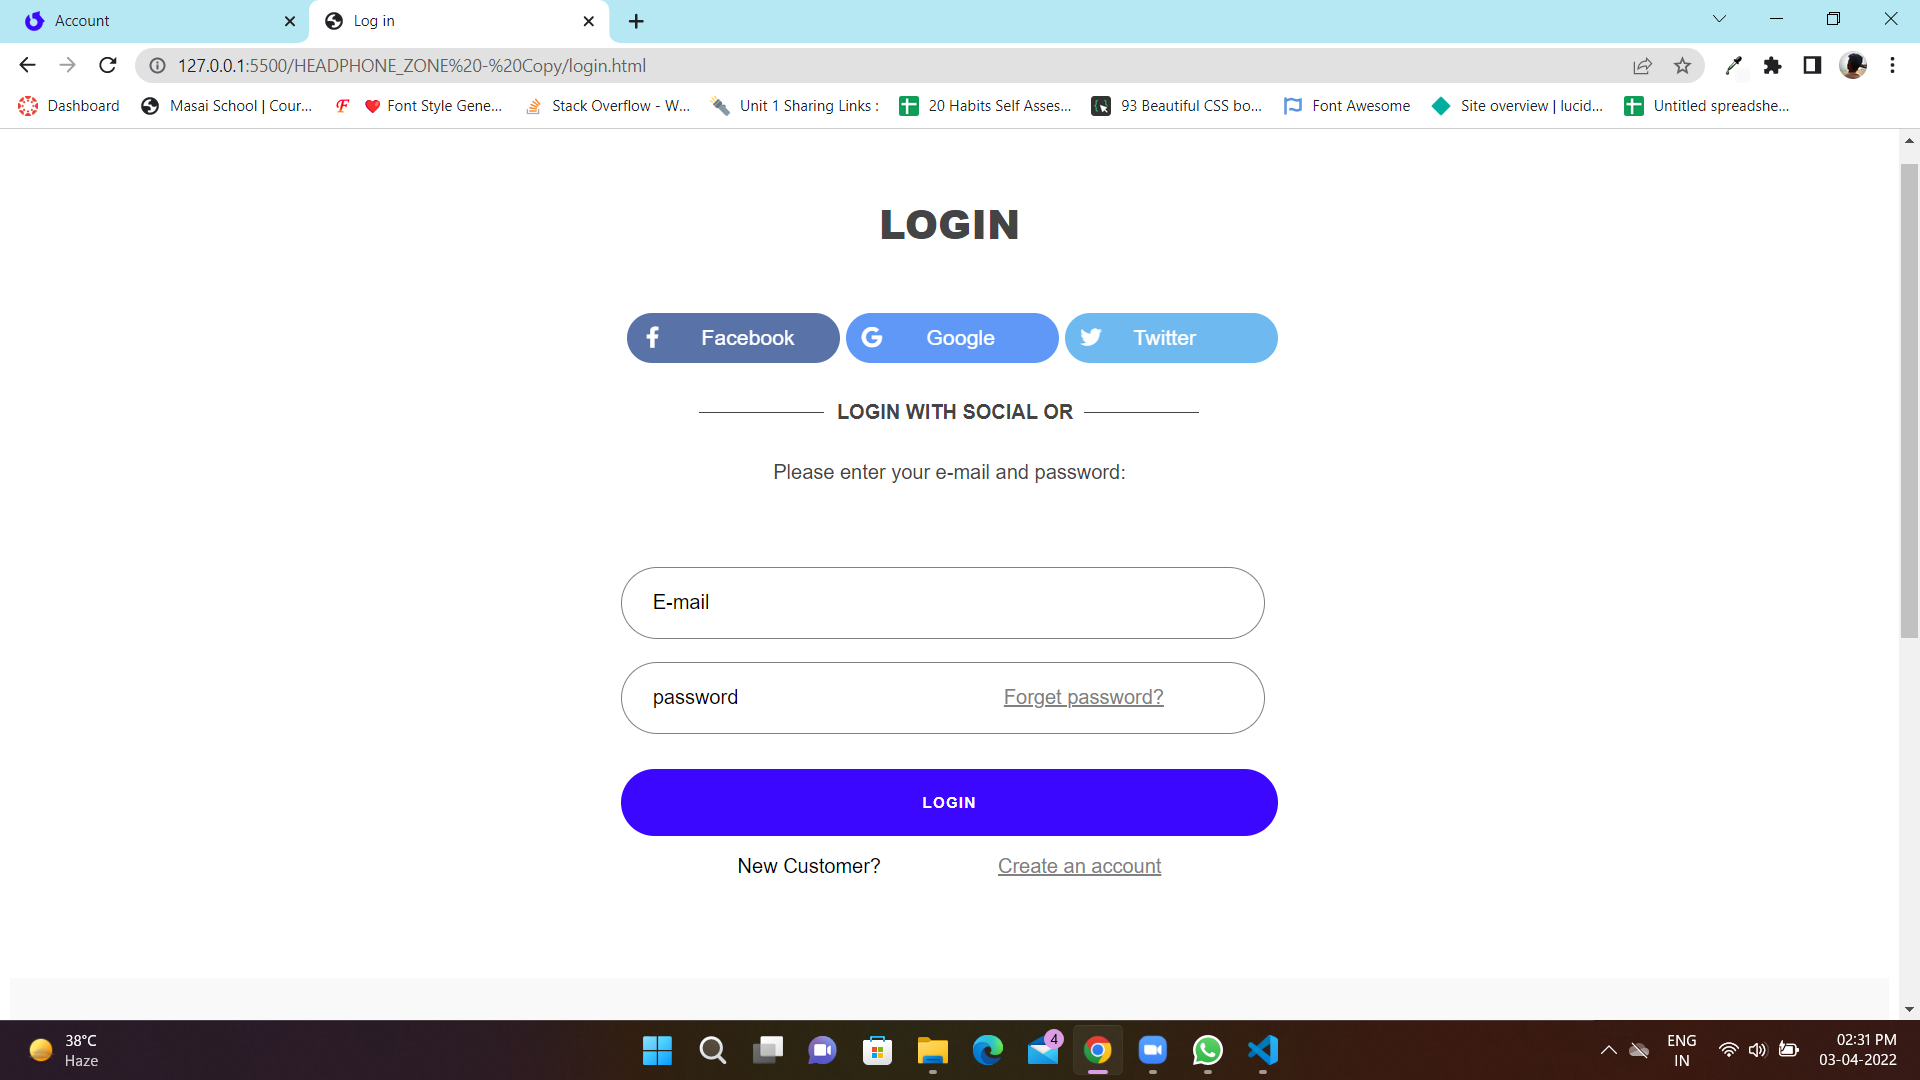 Account
Log in
127.0.0.1:5500/HEADPHONE_ZONE%20-%20Copy/login.html
Dashboard
Masai School | Cour...
Font Style Gene...
Stack Overflow - W...
Unit 1 Sharing Links :
20 Habits Self Asses...
93 Beautiful CSS bo...
Font Awesome
Site overview | lucid...
Untitled spreadshe...
LOGIN
Facebook
Google
Twitter
LOGIN WITH SOCIAL OR
Please enter your e-mail and password:
E-mail
password
Forget password?
LOGIN
New Customer?
Create an account
38°C
Haze
4
ENG
IN
02:31 PM
03-04-2022